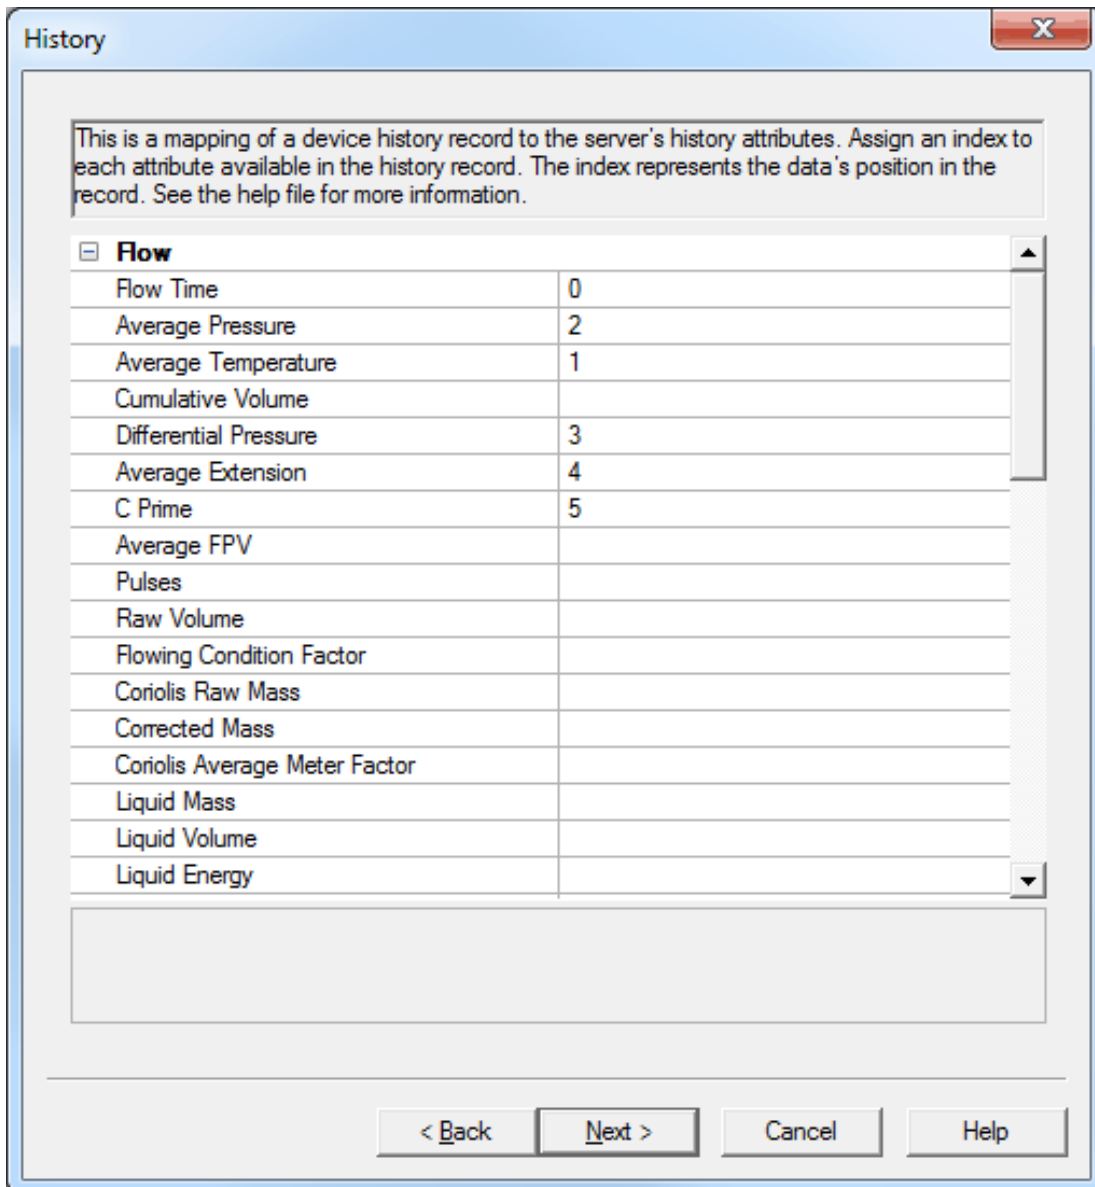 History
This is a mapping of a device history record to the server's history attributes. Assign an index to
each attribute available in the history record. The index represents the data's position in the
record. See the help file for more information.
Flow
Flow Time 0
Average Pressure 2
Average Temperature 1
Cumulative Volume
Differential Pressure 3
Average Extension 4
C Prime 5
Average FPV
Pulses
Raw Volume
Flowing Condition Factor
Coriolis Raw Mass
Corrected Mass
Coriolis Average Meter Factor
Liquid Mass
Liquid Volume
Liquid Energy
< Back Next > Cancel Help